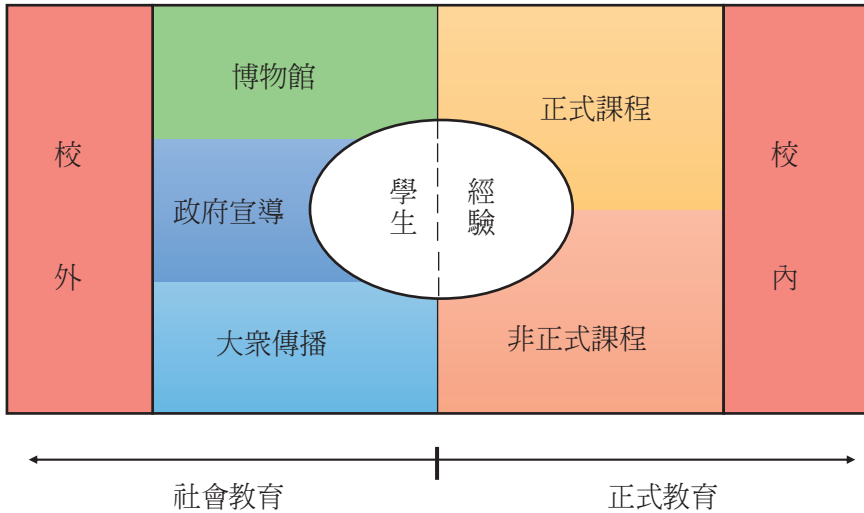 校外
博物館
政府宣導
大眾傳播
學生
經驗
正式課程
非正式課程
校內
社會教育
正式教育